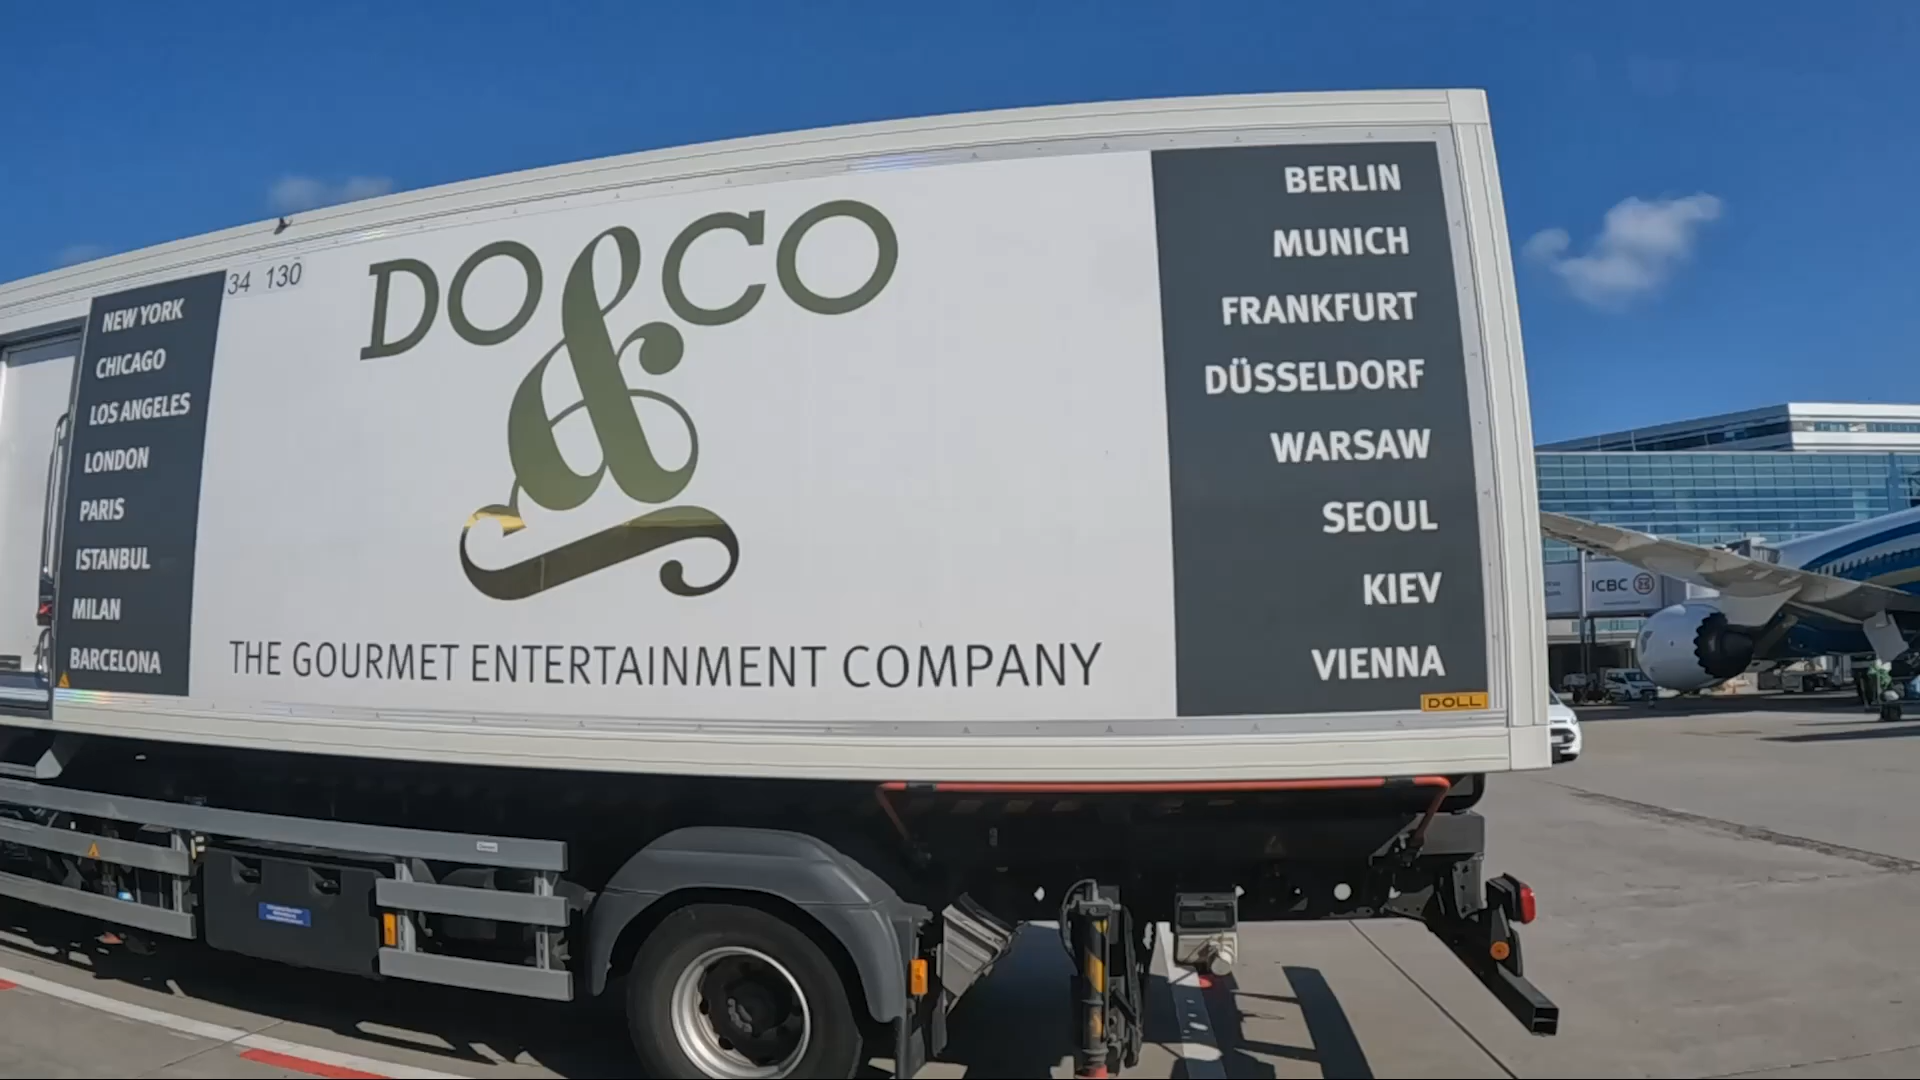 34 130
DO & CO
THE GOURMET ENTERTAINMENT COMPANY
NEW YORK
CHICAGO
LOS ANGELES
LONDON
PARIS
ISTANBUL
MILAN
BARCELONA
BERLIN
MUNICH
FRANKFURT
DÜSSELDORF
WARSAW
SEOUL
KIEV
VIENNA
DOLL
ICBC